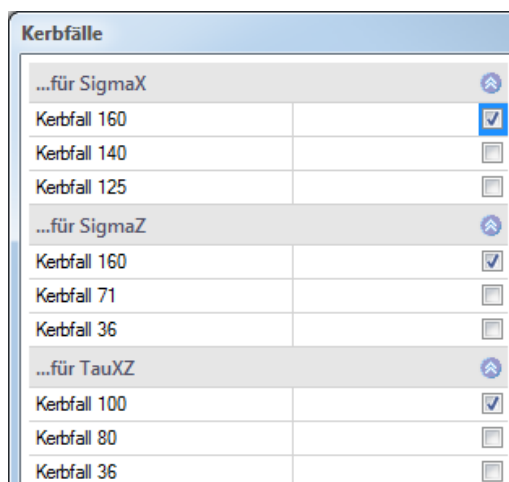 Kerbfälle
...für SigmaX
Kerbfall 160
Kerbfall 140
Kerbfall 125
...für SigmaZ
Kerbfall 160
Kerbfall 71
Kerbfall 36
...für TauXZ
Kerbfall 100
Kerbfall 80
Kerbfall 36